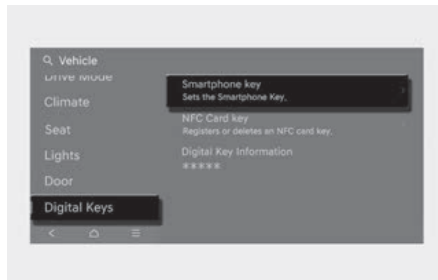 Vehicle
Drive Mode
Climate
Seat
Lights
Door
Digital Keys
Smartphone key
Sets the Smartphone Key.
NFC Card key
Registers or deletes an NFC card key.
Digital Key Information
*****